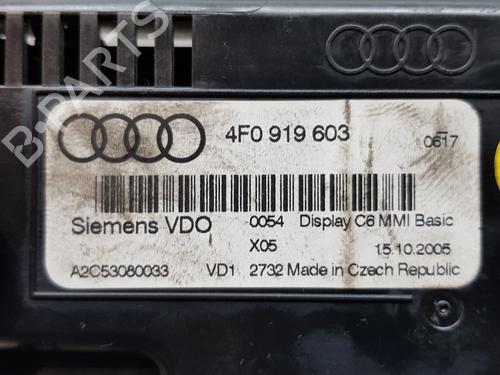 B-PARTS
4F0 919 603
0617
Siemens VDO
0054 Display C6 MMI Basic
X05 15.10.2005
A2C53080033 VD1 2732 Made in Czech Republic